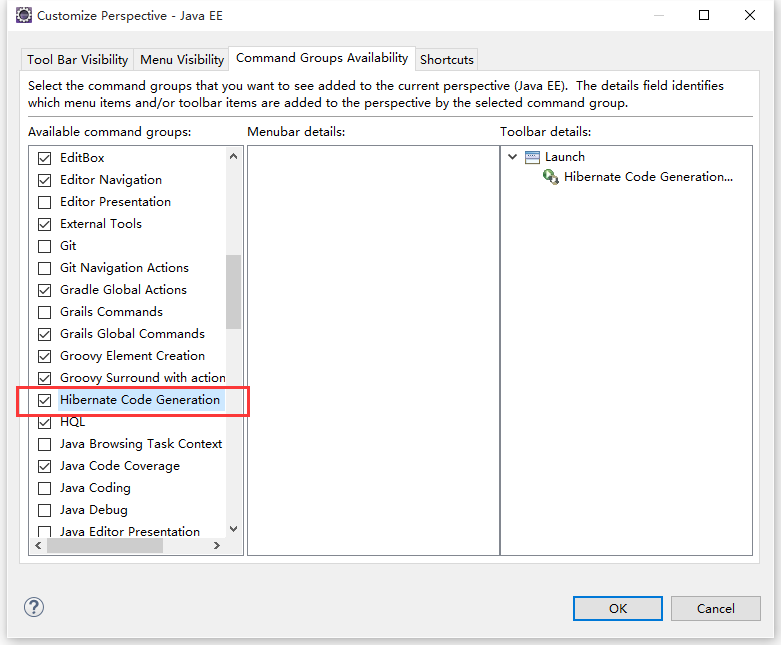 Customize Perspective - Java EE
Tool Bar Visibility
Menu Visibility
Command Groups Availability
Shortcuts
Select the command groups that you want to see added to the current perspective (Java EE).  The details field identifies
which menu items and/or toolbar items are added to the perspective by the selected command group.
Available command groups:
Menubar details:
Toolbar details:
EditBox
Editor Navigation
Editor Presentation
External Tools
Git
Git Navigation Actions
Gradle Global Actions
Grails Commands
Grails Global Commands
Groovy Element Creation
Groovy Surround with action
Hibernate Code Generation
HQL
Java Browsing Task Context
Java Code Coverage
Java Coding
Java Debug
Java Editor Presentation
Launch
Hibernate Code Generation...
?
OK
Cancel